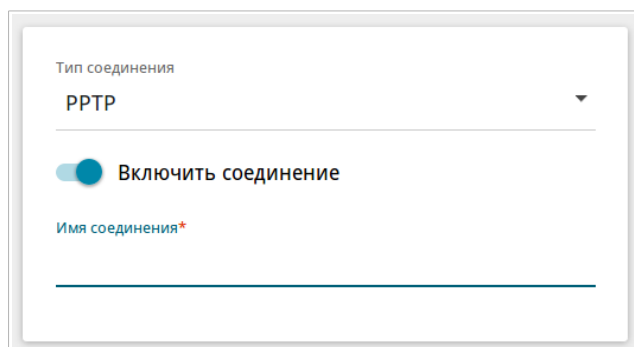 Тип соединения
PPTP
Включить соединение
Имя соединения*